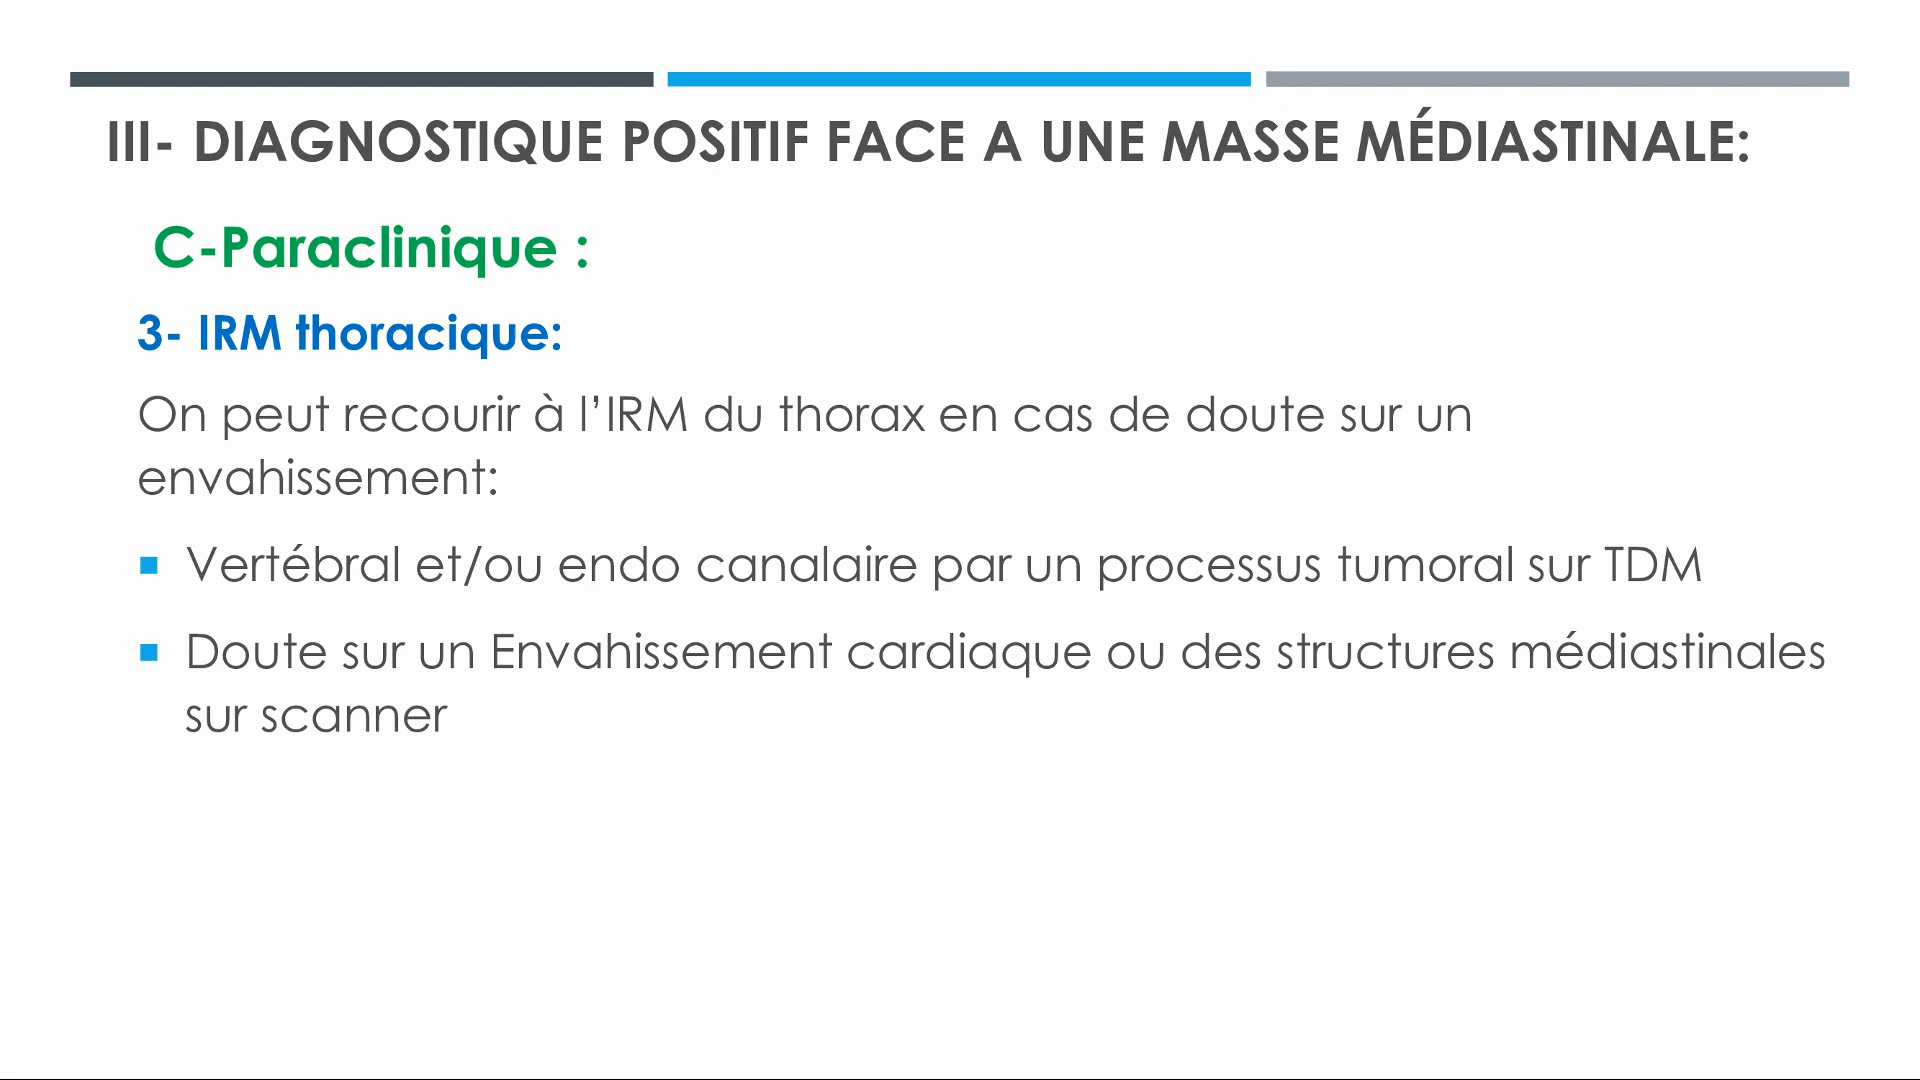 III- DIAGNOSTIQUE POSITIF FACE A UNE MASSE MÉDIASTINALE:
C-Paraclinique :
3- IRM thoracique:
On peut recourir à l’IRM du thorax en cas de doute sur un
envahissement:
Vertébral et/ou endo canalaire par un processus tumoral sur TDM
Doute sur un Envahissement cardiaque ou des structures médiastinales
sur scanner